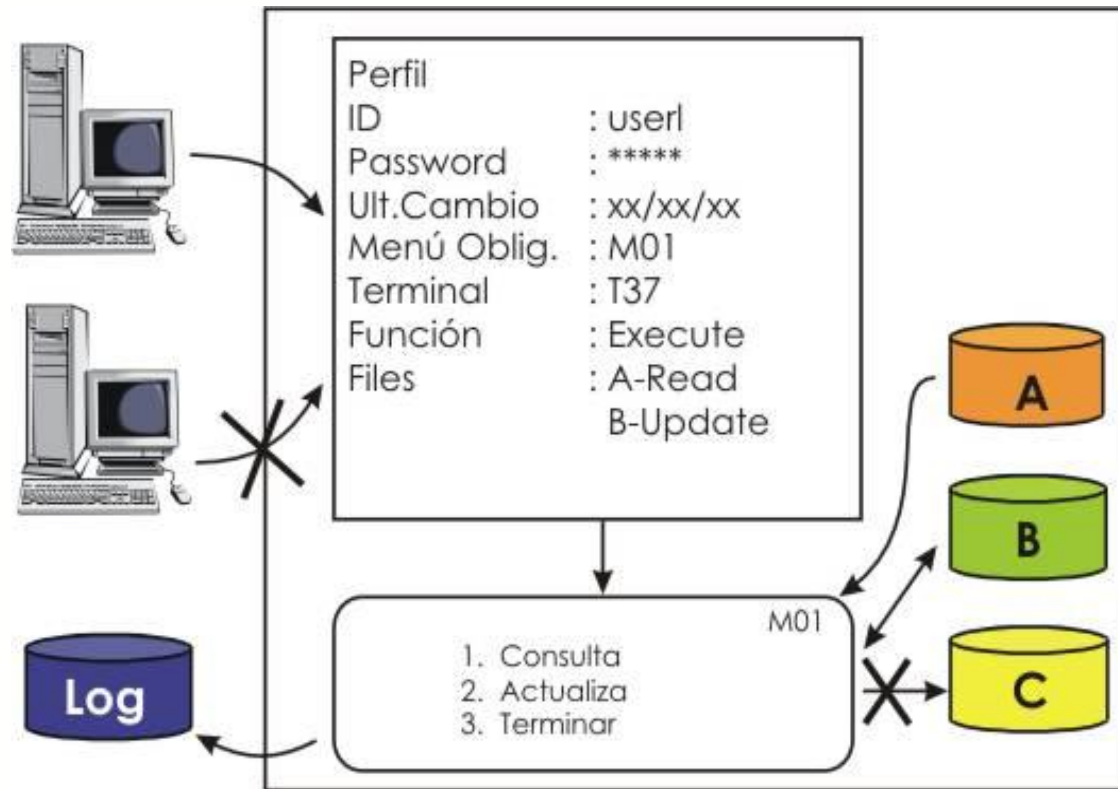 Perfil
ID : userl
Password : *****
Ult.Cambio : xx/xx/xx
Menú Oblig. : M01
Terminal : T37
Función : Execute
Files : A-Read
B-Update
A
B
M01
1. Consulta
2. Actualiza
3. Terminar
C
Log